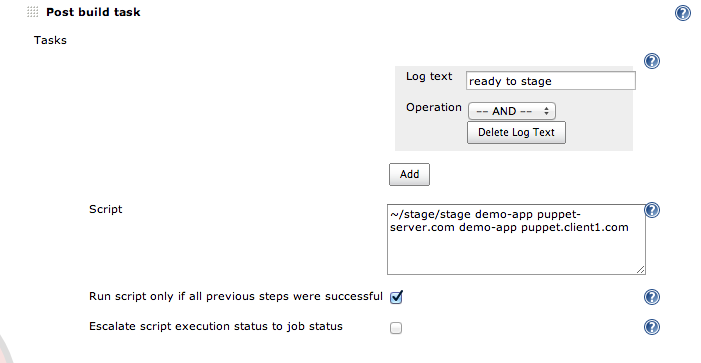 Post build task
Tasks
Log text
ready to stage
Operation
-- AND --
Delete Log Text
Add
Script
~/stage/stage demo-app puppet-
server.com demo-app puppet.client1.com
Run script only if all previous steps were successful
Escalate script execution status to job status